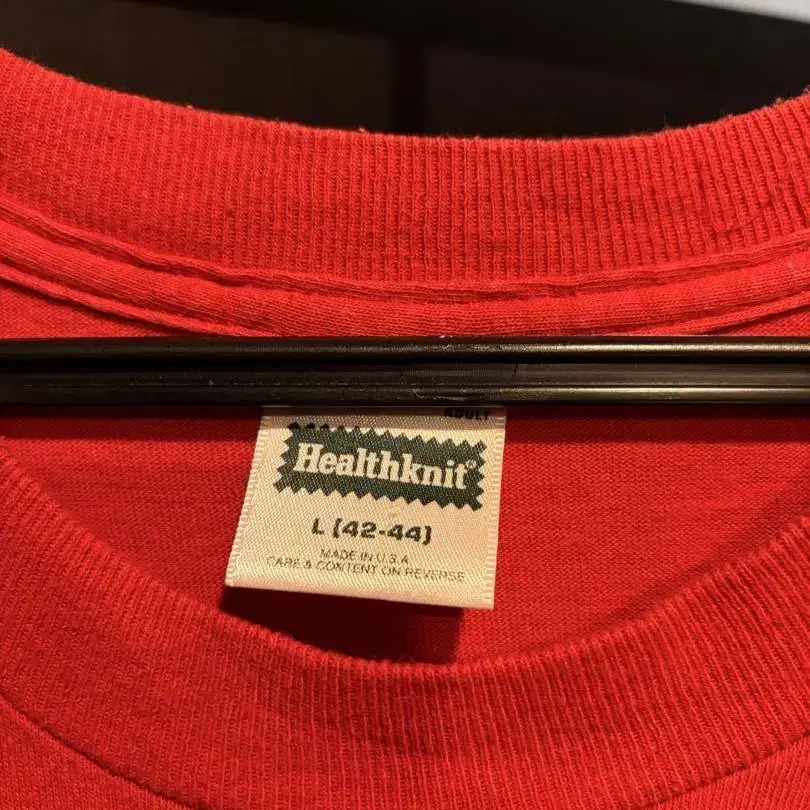 ADULT
Healthknit®
L (42-44)
MADE IN U.S.A
CARE & CONTENT ON REVERSE